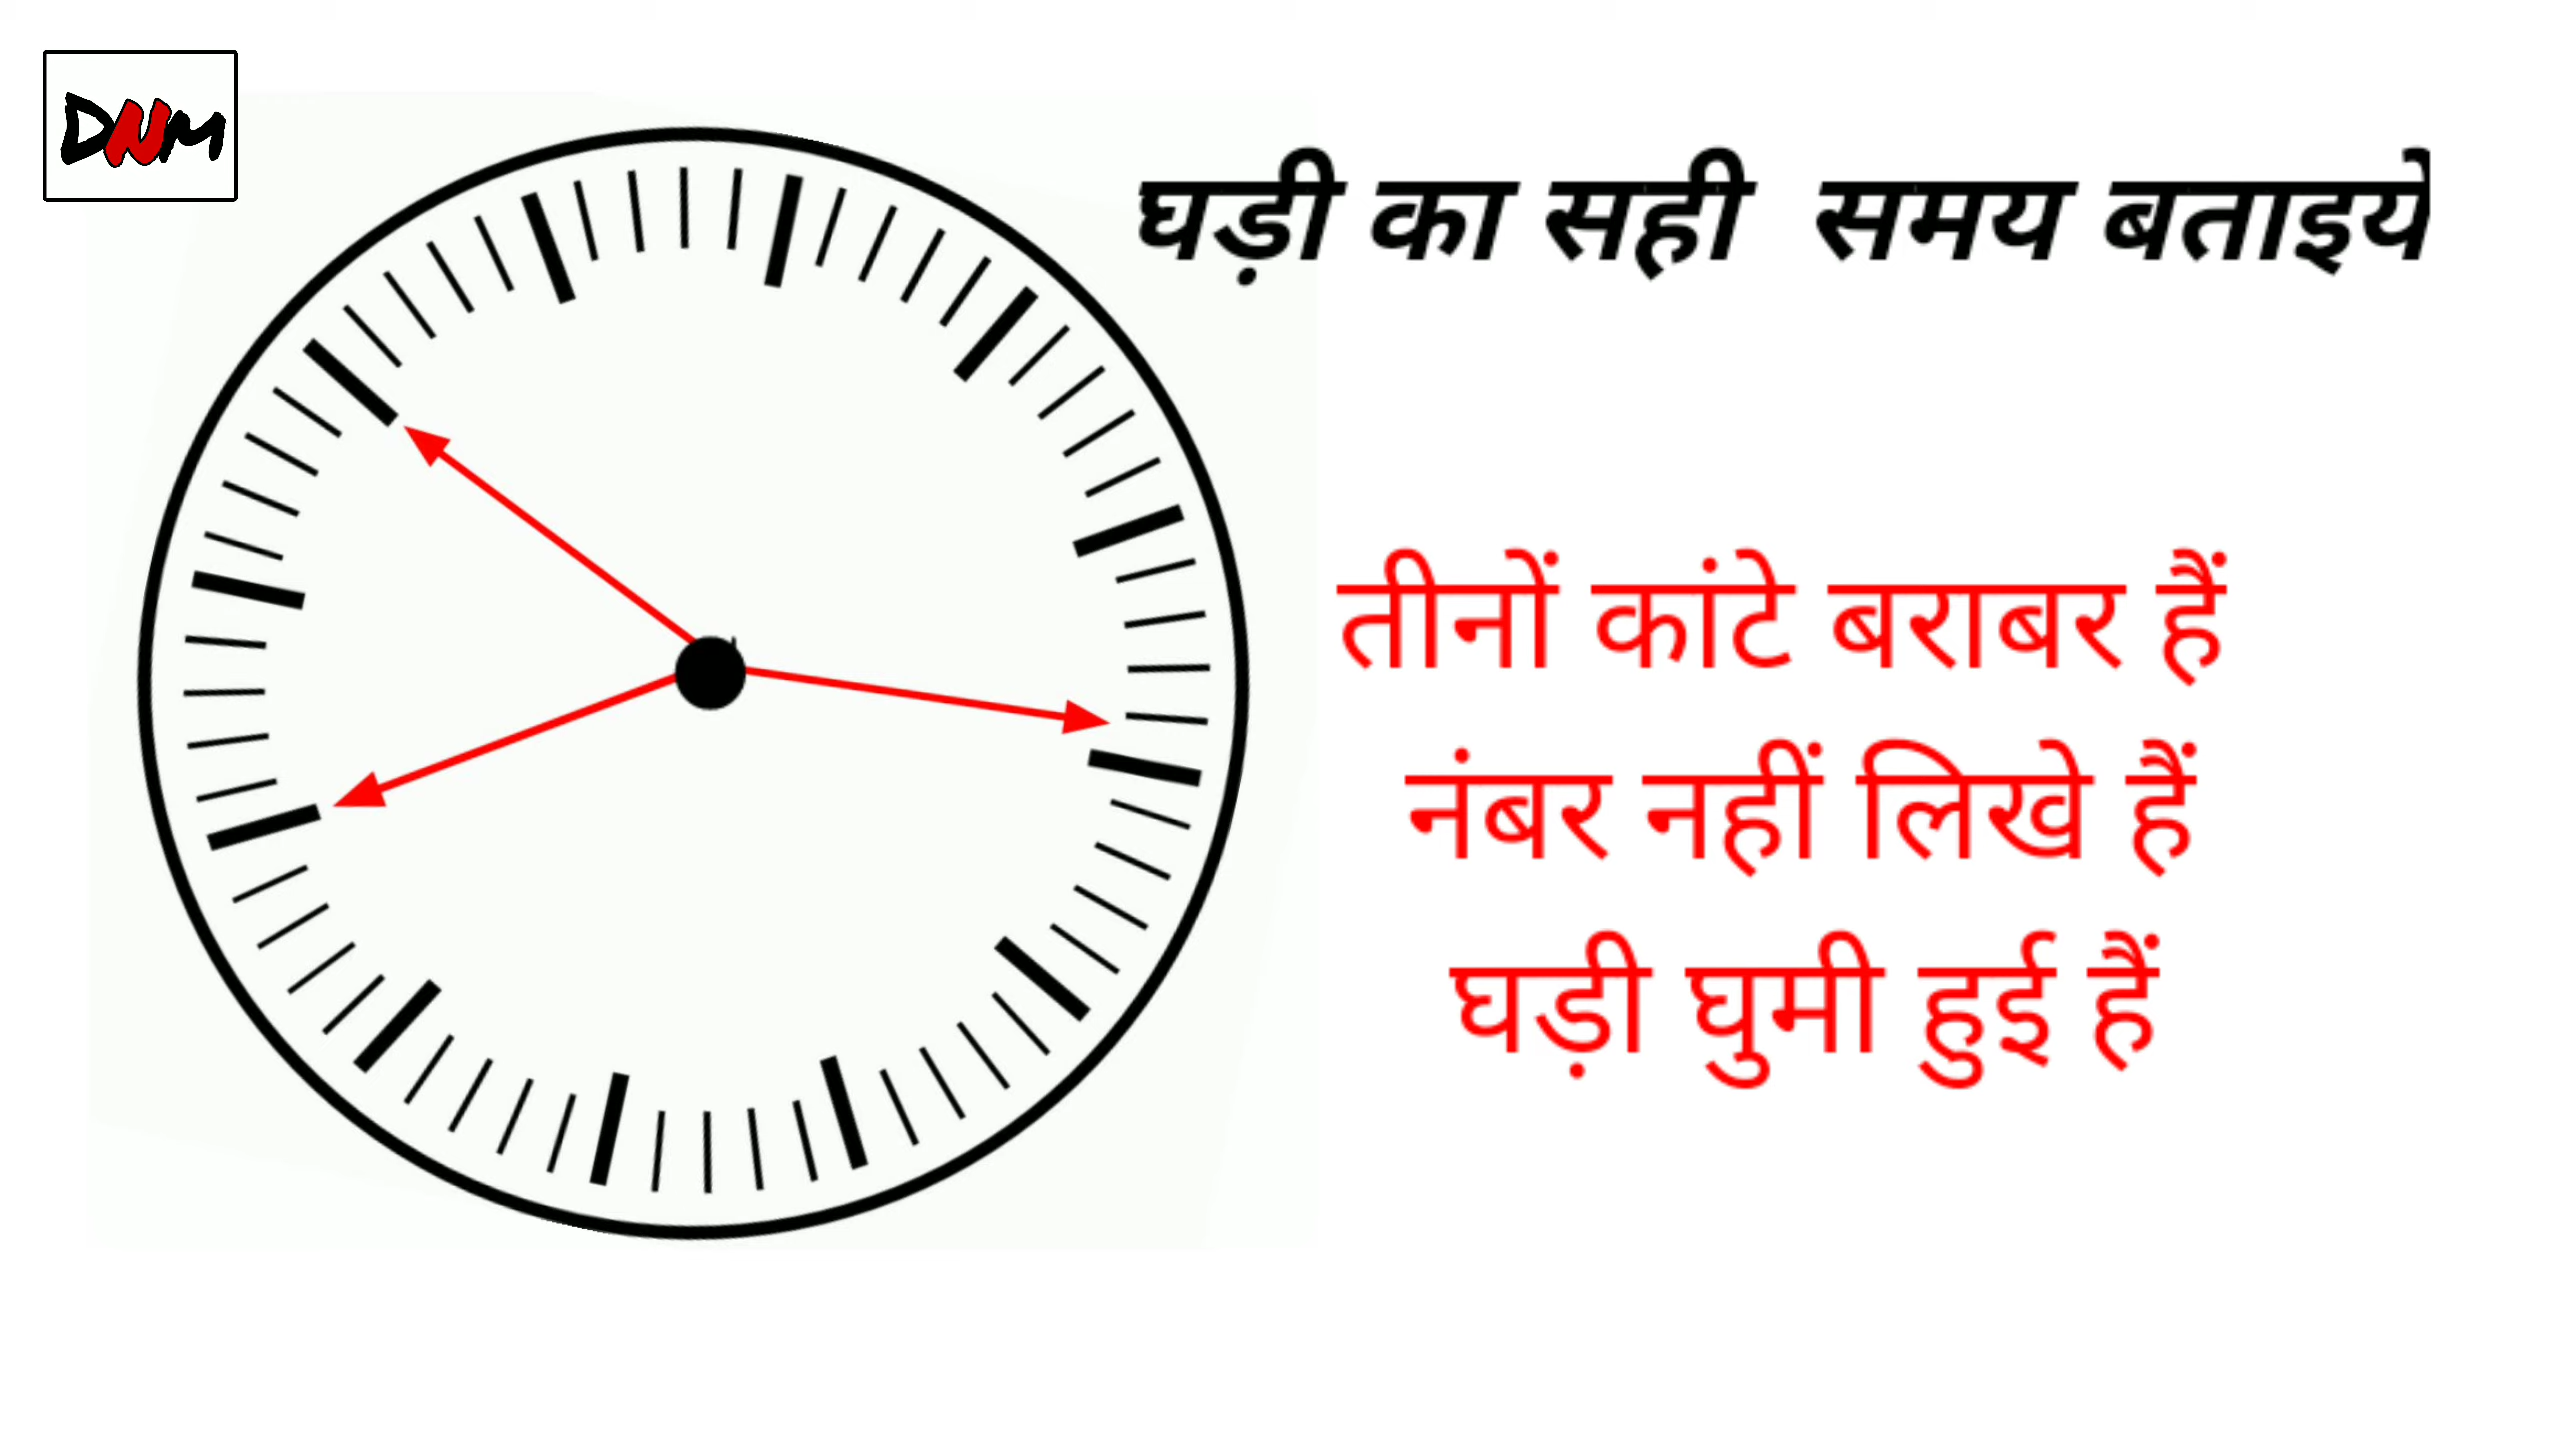 DNM
घड़ी का सही समय बताइये
तीनों कांटे बराबर हैं
नंबर नहीं लिखे हैं
घड़ी घुमी हुई हैं